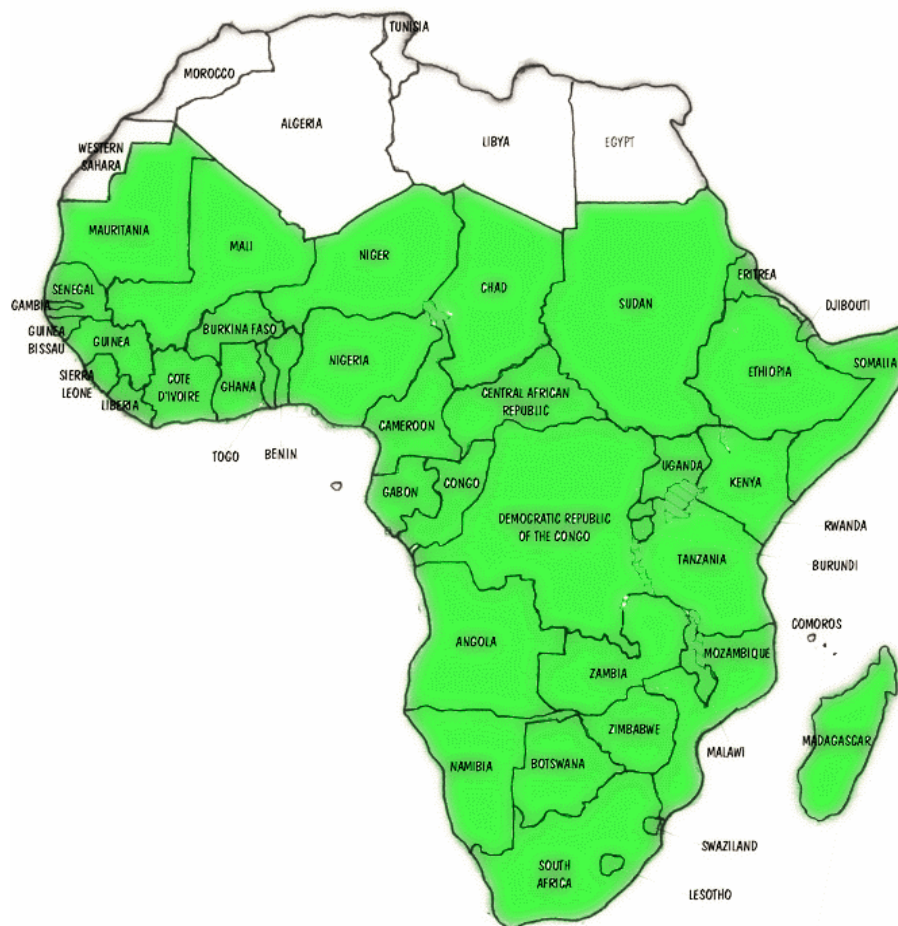 TUNISIA
MOROCCO
ALGERIA
LIBYA
EGYPT
WESTERN
SAHARA
MAURITANIA
MALI
NIGER
CHAD
SUDAN
ERITREA
DJIBOUTI
SENEGAL
GAMBIA
GUINEA
BISSAU
GUINEA
BURKINA FASO
NIGERIA
ETHIOPIA
SOMALIA
SIERRA
LEONE
LIBERIA
COTE
D'IVOIRE
GHANA
TOGO
BENIN
CAMEROON
CENTRAL AFRICAN
REPUBLIC
GABON
CONGO
UGANDA
KENYA
DEMOCRATIC REPUBLIC
OF THE CONGO
RWANDA
BURUNDI
TANZANIA
COMOROS
ANGOLA
ZAMBIA
MOZAMBIQUE
ZIMBABWE
MALAWI
MADAGASCAR
NAMIBIA
BOTSWANA
SWAZILAND
SOUTH
AFRICA
LESOTHO